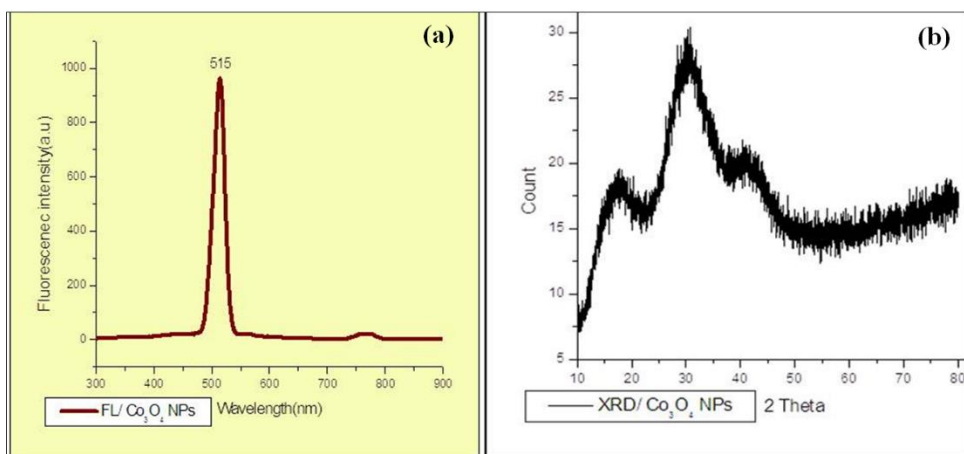 (a)
515
Fluorescenec intensity(a.u)
1000
800
600
400
200
0
300 400 500 600 700 800 900
FL/ Co₃O₄ NPs
Wavelength(nm)
(b)
Count
30
25
20
15
10
5
10 20 30 40 50 60 70 80
XRD/ Co₃O₄ NPs
2 Theta